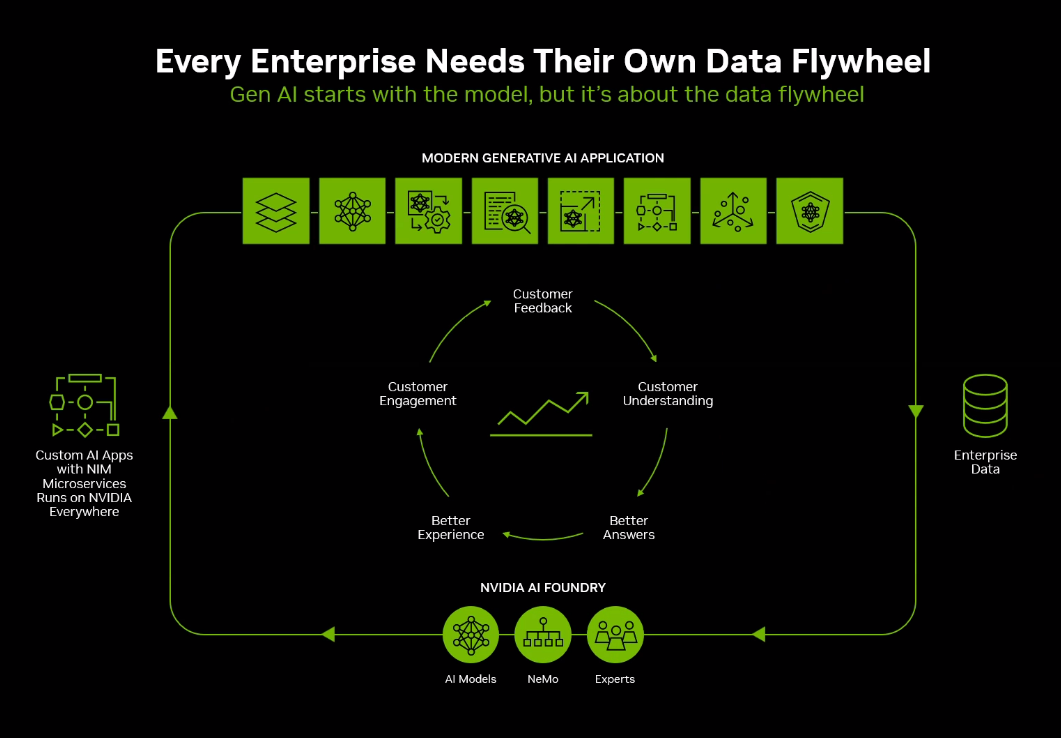 Every Enterprise Needs Their Own Data Flywheel
Gen AI starts with the model, but it’s about the data flywheel
MODERN GENERATIVE AI APPLICATION
Customer
Feedback
Customer
Engagement
Customer
Understanding
Better
Experience
Better
Answers
Custom AI Apps
with NIM
Microservices
Runs on NVIDIA
Everywhere
Enterprise
Data
NVIDIA AI FOUNDRY
AI Models
NeMo
Experts